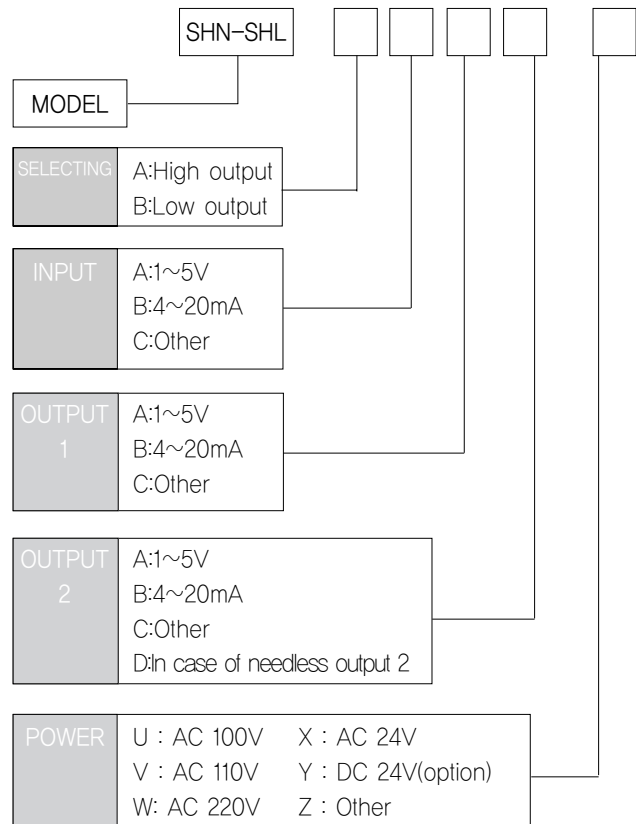 SHN-SHL
MODEL
SELECTING
A:High output
B:Low output
INPUT
A:1~5V
B:4~20mA
C:Other
OUTPUT
1
A:1~5V
B:4~20mA
C:Other
OUTPUT
2
A:1~5V
B:4~20mA
C:Other
D:In case of needless output 2
POWER
U : AC 100V X : AC 24V
V : AC 110V Y : DC 24V(option)
W: AC 220V Z : Other